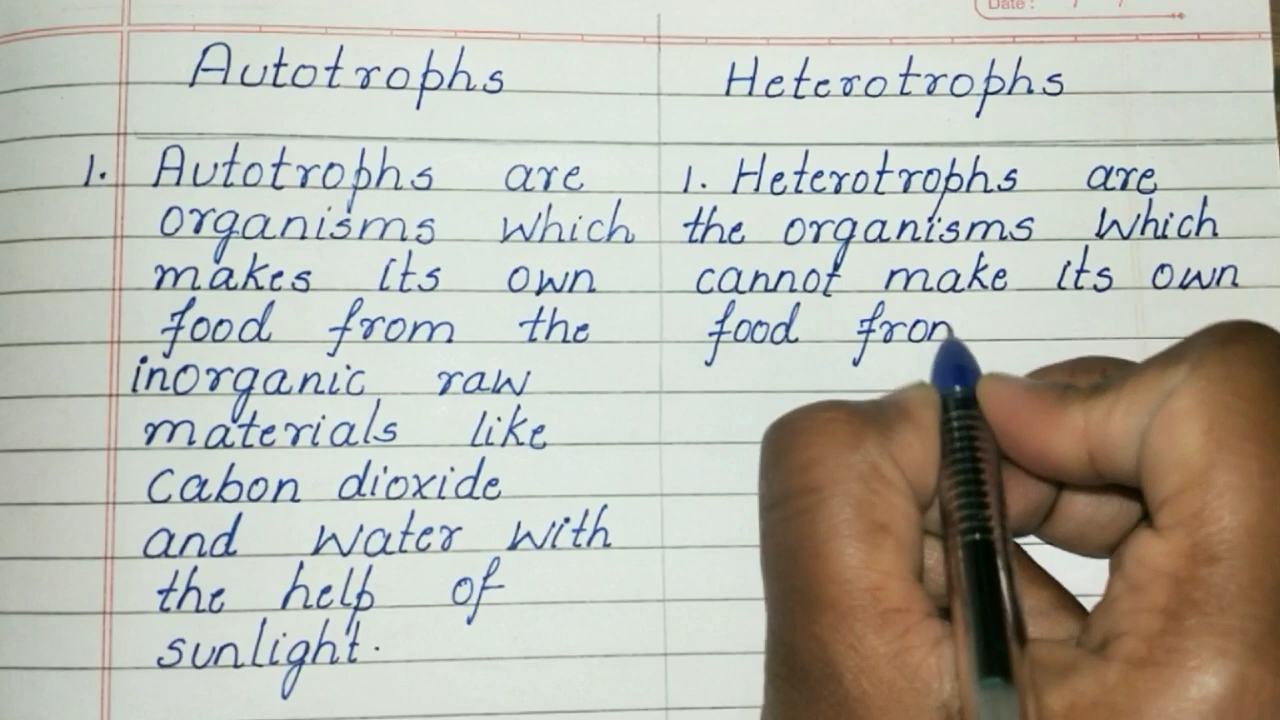 Date : / /
Autotrophs
Heterotrophs
1. Autotrophs are
organisms which
makes its own
food from the
inorganic raw
materials like
cabon dioxide
and water with
the help of
sunlight.
1. Heterotrophs are
the organisms which
cannot make its own
food fron